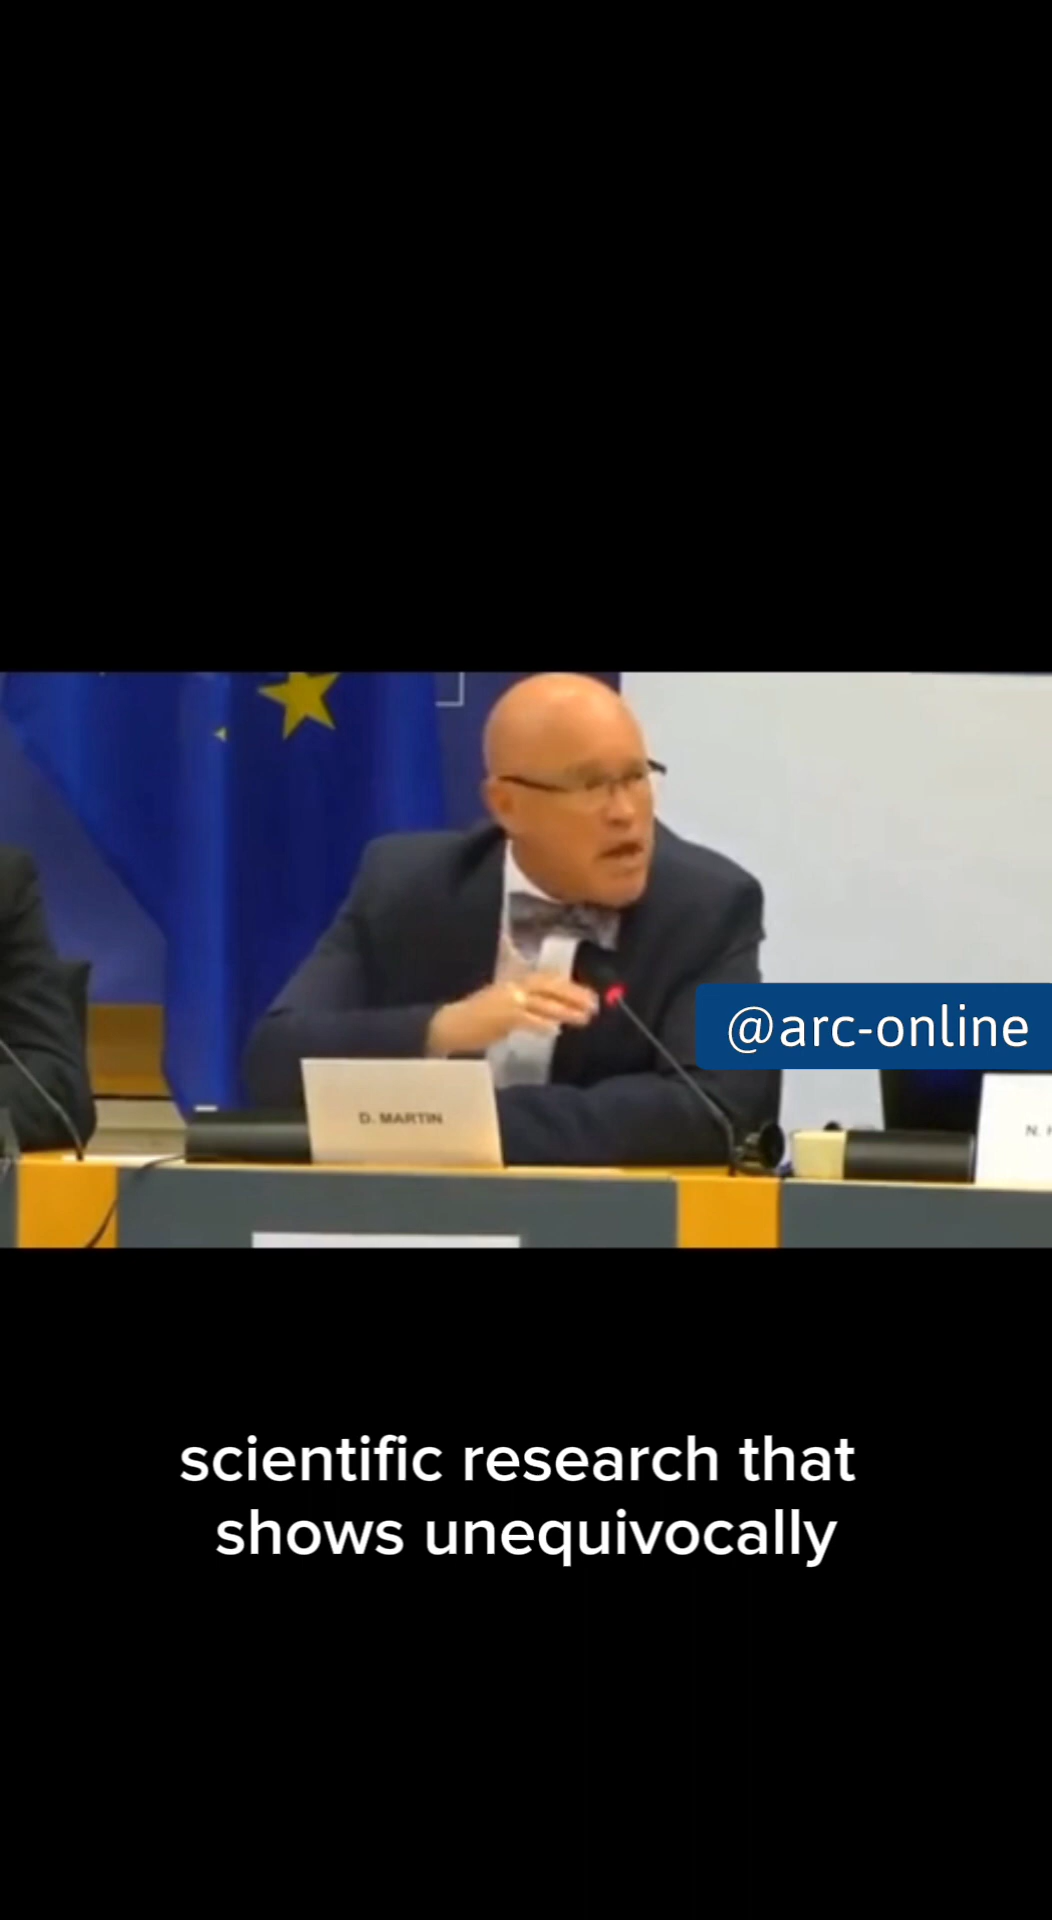 @arc-online
D. MARTIN
N.
scientific research that
shows unequivocally